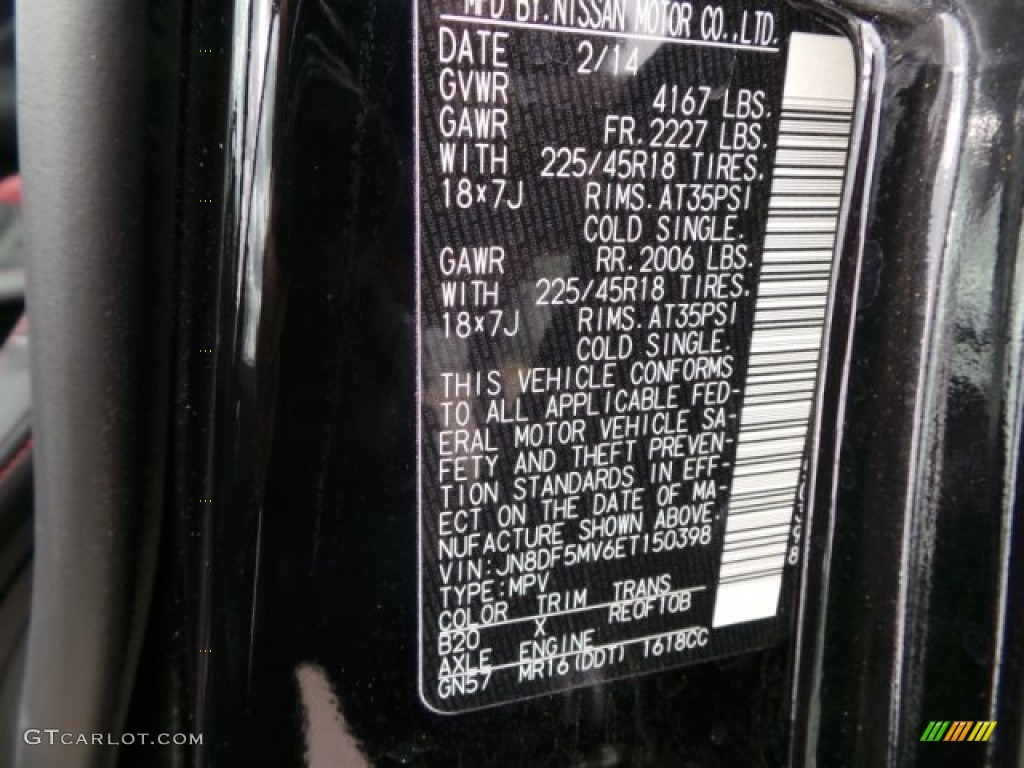 MFD BY. NISSAN MOTOR CO., LTD.
DATE 2/14
GVWR 4167 LBS.
GAWR FR. 2227 LBS.
WITH 225/45R18 TIRES.
18×7J RIMS. AT35PSI
COLD SINGLE.
GAWR RR. 2006 LBS.
WITH 225/45R18 TIRES.
18×7J RIMS. AT35PSI
COLD SINGLE.
THIS VEHICLE CONFORMS
TO ALL APPLICABLE FED-
ERAL MOTOR VEHICLE SA-
FETY AND THEFT PREVEN-
TION STANDARDS IN EFF-
ECT ON THE DATE OF MA-
NUFACTURE SHOWN ABOVE.
VIN:JN8DF5MV6ET150398
TYPE:MPV
COLOR TRIM TRANS
B20 X RE0F10B
AXLE ENGINE
GN57 MR16(DDT) 1618CC
GTCARLOT.COM